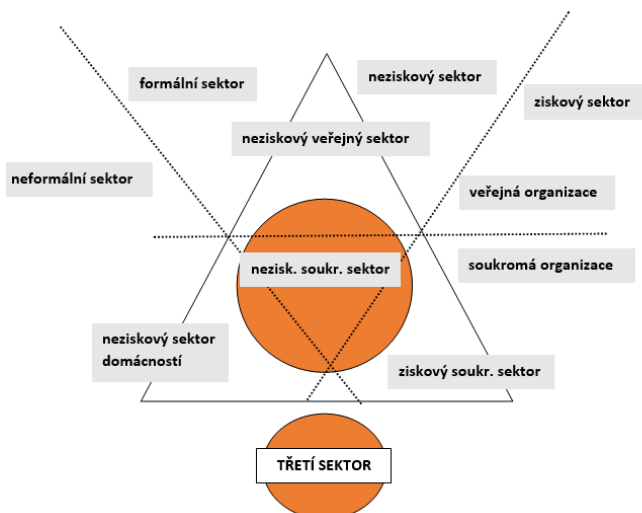 neziskový sektor
formální sektor
ziskový sektor
neziskový veřejný sektor
neformální sektor
veřejná organizace
soukromá organizace
nezisk. soukr. sektor
neziskový sektor
domácností
ziskový soukr. sektor
TŘETÍ SEKTOR